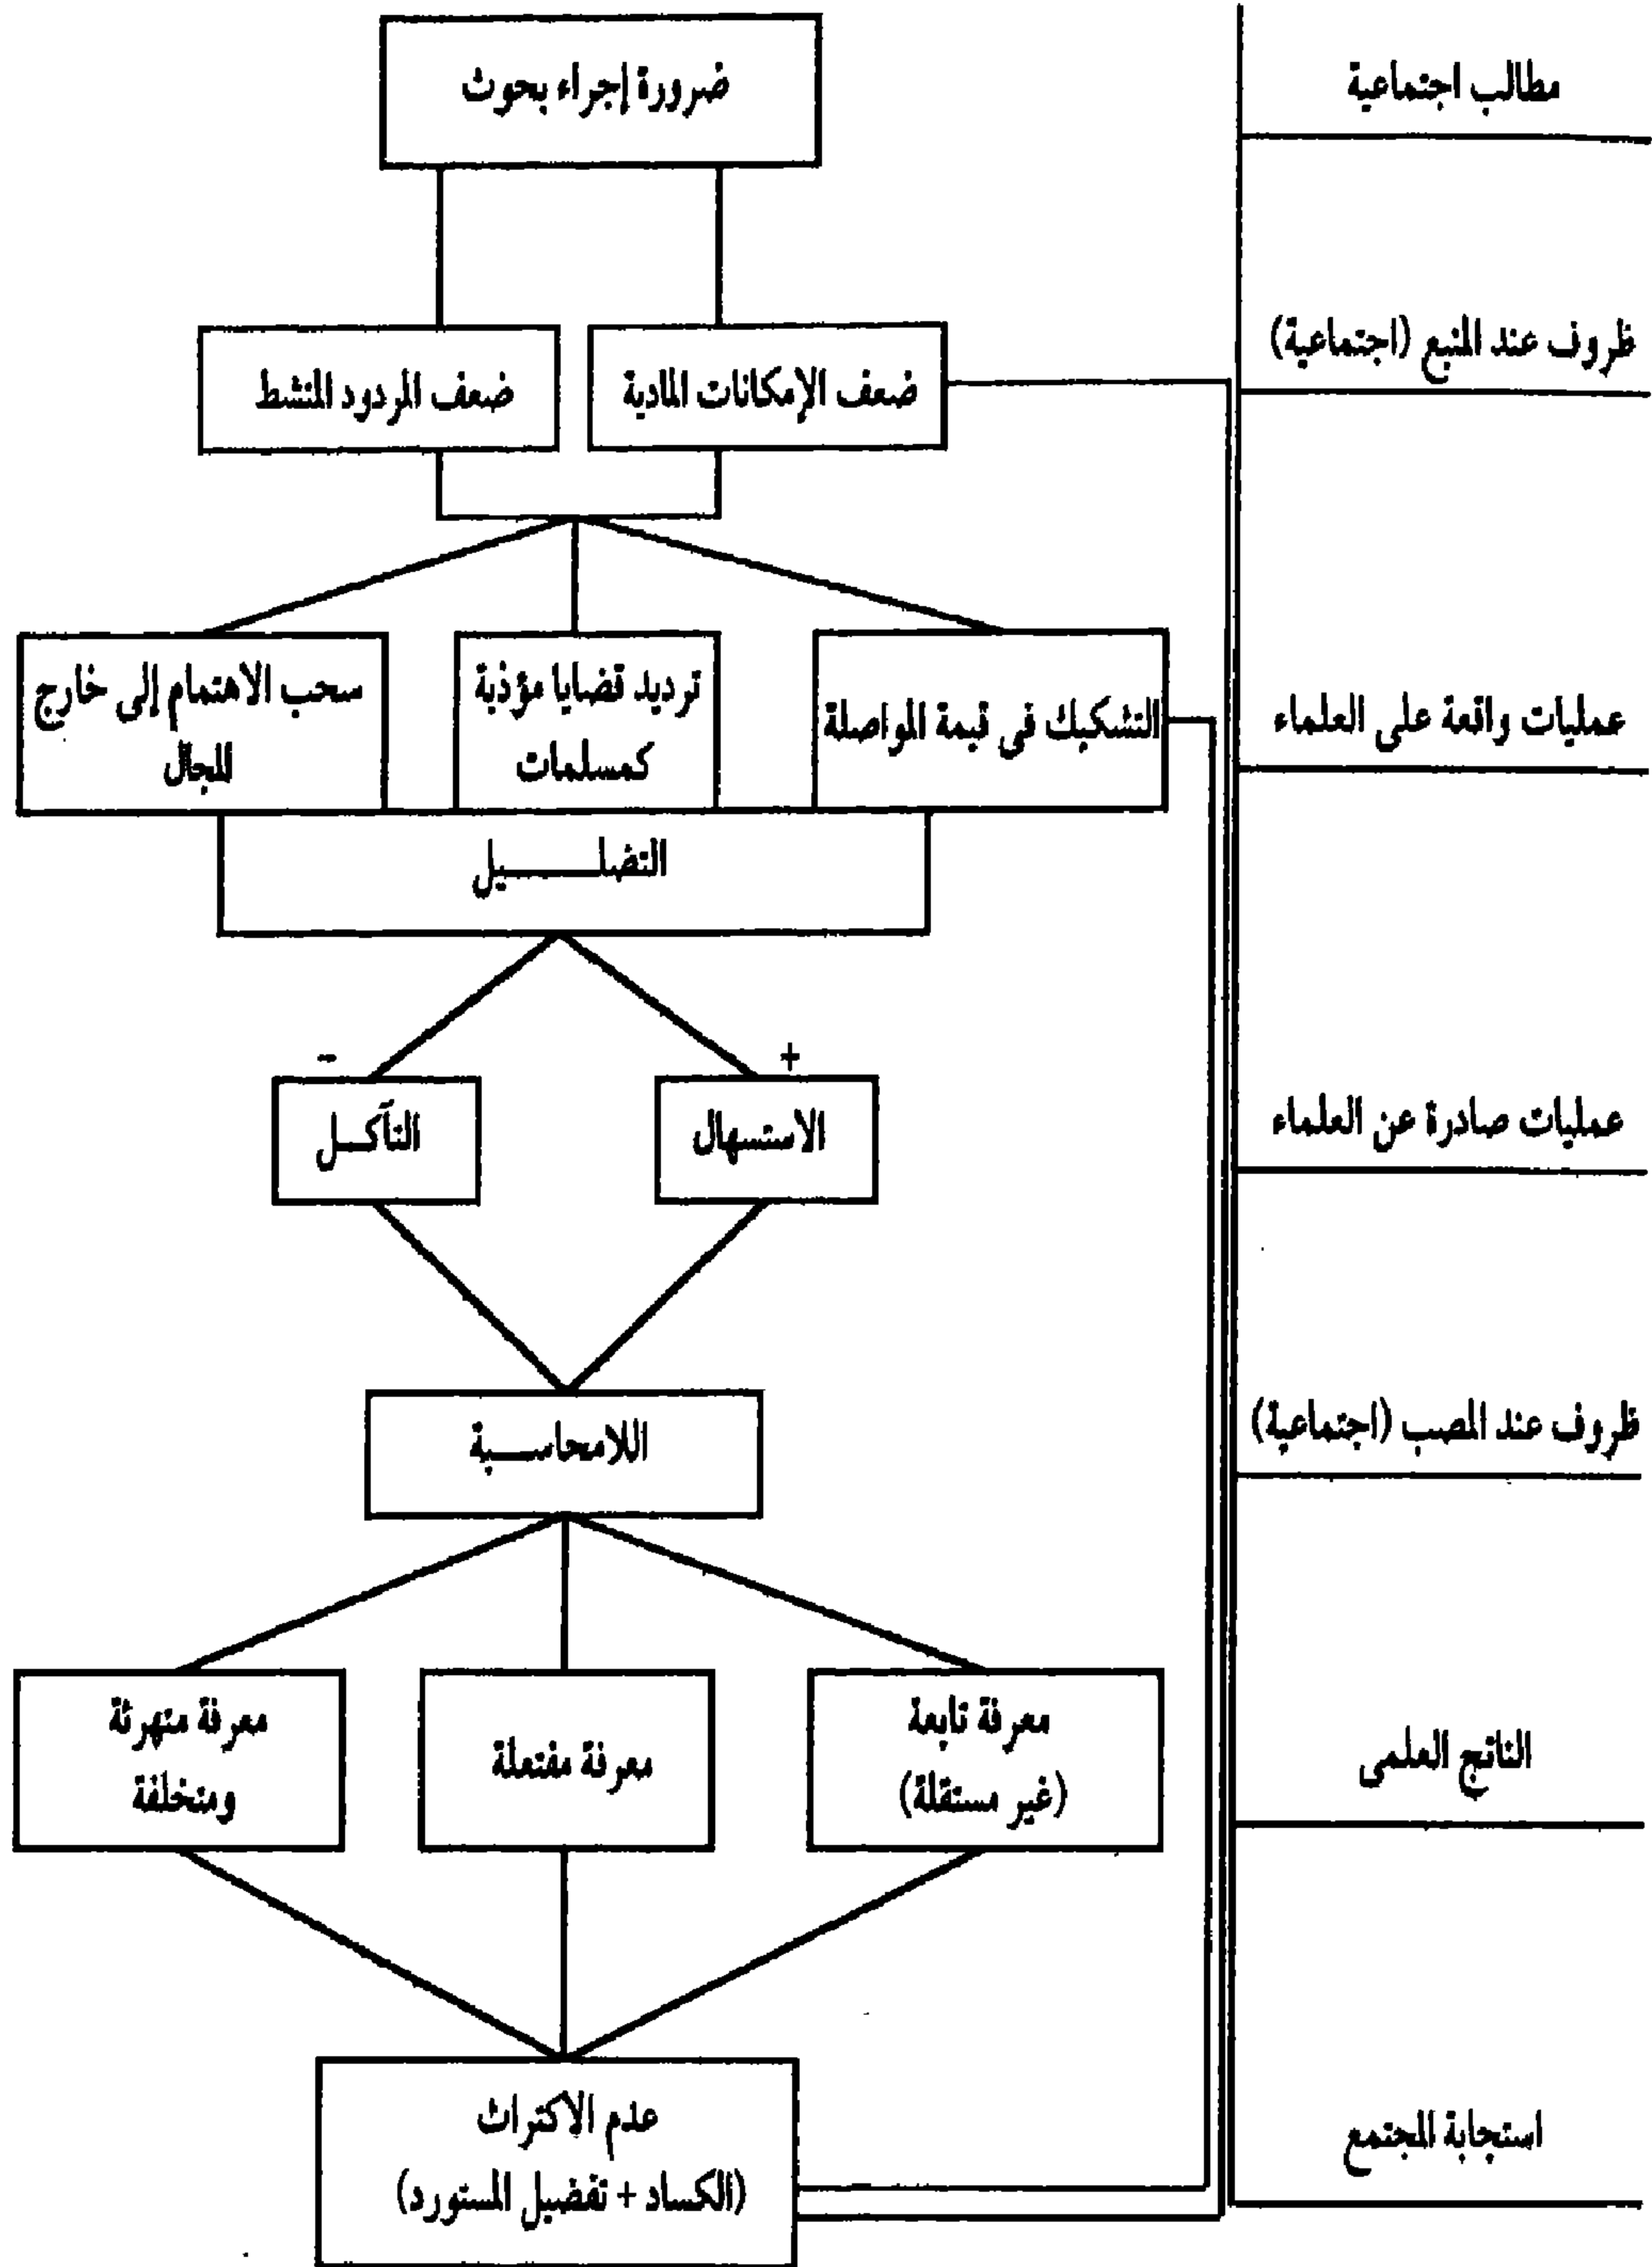 مطالب اجتماعية
ضرورة إجراء بحوث
ظروف عند المنبع (اجتماعية)
ضعف الإمكانات المادية
ضعف المردود المنشط
عمليات واقعة على العلماء
التشكيك في قيمة المواصلة
ترديد قضايا مؤذية
كمسلمات
سحب الاهتمام إلى خارج
المجال
التضليل
عمليات صادرة عن العلماء
+
الاستسهال
-
التآكل
ظروف عند المصب (اجتماعية)
اللامحاسبة
الناتج العلمى
معرفة تابعة
(غير مستقلة)
معرفة مفتعلة
معرفة متهرئة
ومتخلفة
استجابة المجتمع
عدم الاكتراث
(الكساد + تفضيل المستورد)